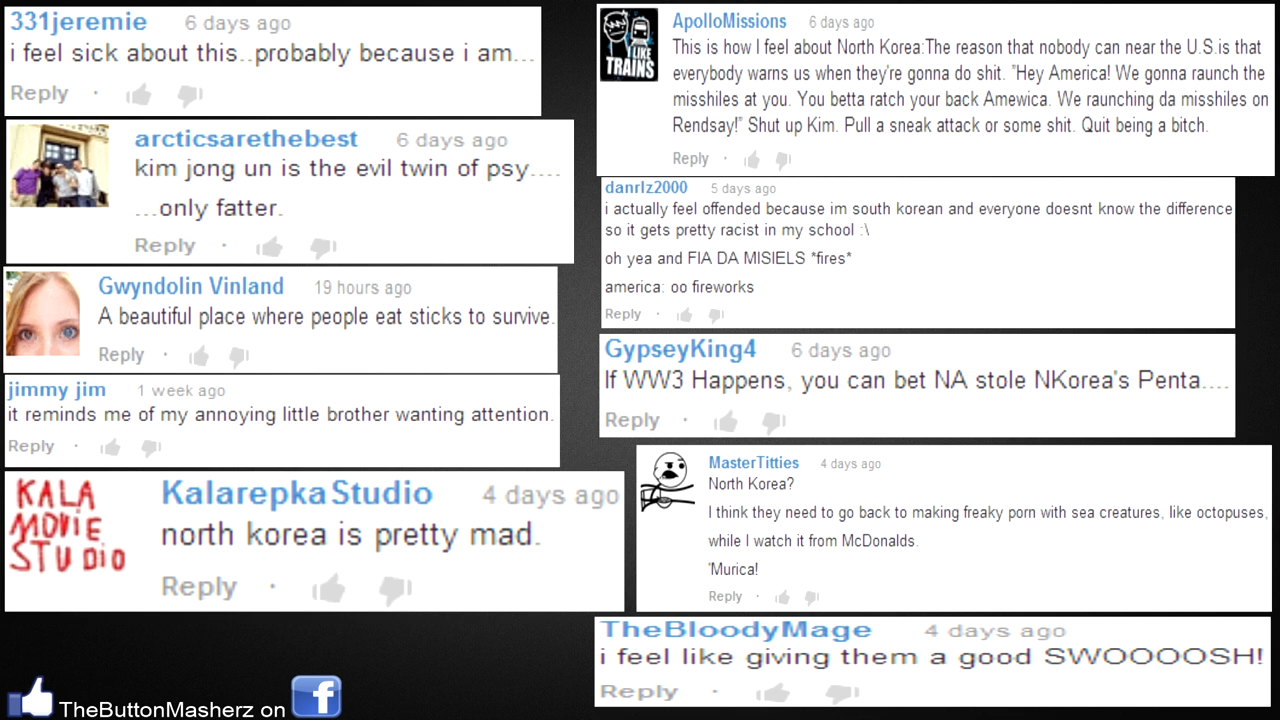 331jeremie 6 days ago
i feel sick about this..probably because i am...
Reply ·
arcticsarethebest 6 days ago
kim jong un is the evil twin of psy....
...only fatter.
Reply ·
Gwyndolin Vinland 19 hours ago
A beautiful place where people eat sticks to survive.
Reply ·
jimmy jim 1 week ago
it reminds me of my annoying little brother wanting attention.
Reply ·
KALA
MOVIE
STUDIO
KalarepkaStudio 4 days ago
north korea is pretty mad.
Reply ·
TheButtonMasherz on f
I LIKE
TRAINS
ApolloMissions 6 days ago
This is how I feel about North Korea:The reason that nobody can near the U.S.is that
everybody warns us when they're gonna do shit. "Hey America! We gonna raunch the
misshiles at you. You betta ratch your back Amewica. We raunching da misshiles on
Rendsay!" Shut up Kim. Pull a sneak attack or some shit. Quit being a bitch.
Reply ·
danrlz2000 5 days ago
i actually feel offended because im south korean and everyone doesnt know the difference
so it gets pretty racist in my school :\
oh yea and FIA DA MISIELS *fires*
america: oo fireworks
Reply ·
GypseyKing4 6 days ago
If WW3 Happens, you can bet NA stole NKorea's Penta....
Reply ·
MasterTitties 4 days ago
North Korea?
I think they need to go back to making freaky porn with sea creatures, like octopuses,
while I watch it from McDonalds.
'Murica!
Reply ·
TheBloodyMage 4 days ago
i feel like giving them a good SWOOOOSH!
Reply ·